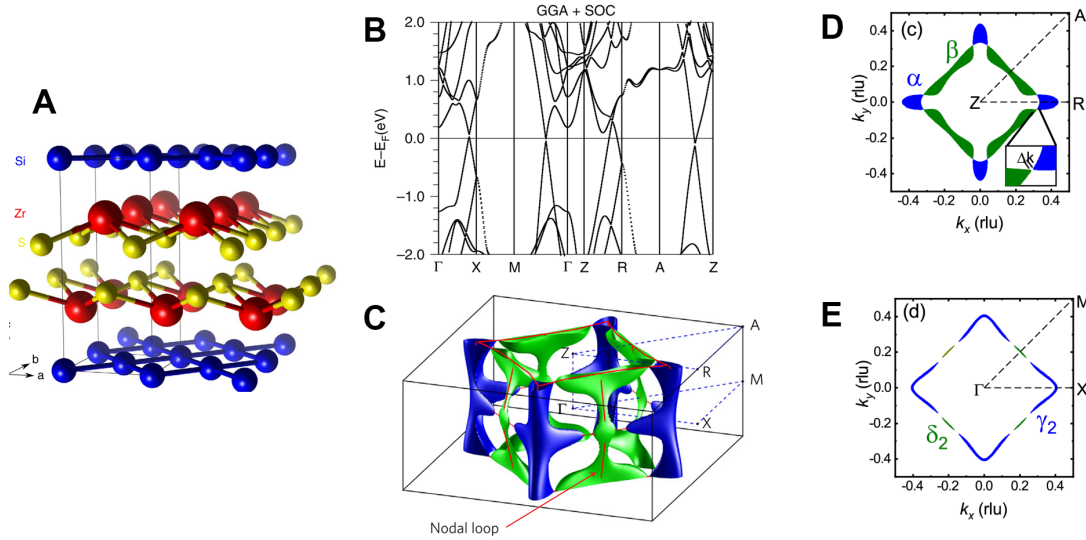 A
Si
Zr
S
b
a
B
GGA + SOC
E−E_F(eV)
2.0
1.0
0.0
−1.0
−2.0
Γ X M Γ Z R A Z
C
A
Z
R
M
Γ
X
Nodal loop
D
(c)
A
β
α
Z
R
Δk
k_y (rlu)
0.4
0.2
0.0
-0.2
-0.4
-0.4 -0.2 0.0 0.2 0.4
k_x (rlu)
E
(d)
M
Γ
X
δ_2
γ_2
k_y (rlu)
0.4
0.2
0.0
-0.2
-0.4
-0.4 -0.2 0.0 0.2 0.4
k_x (rlu)